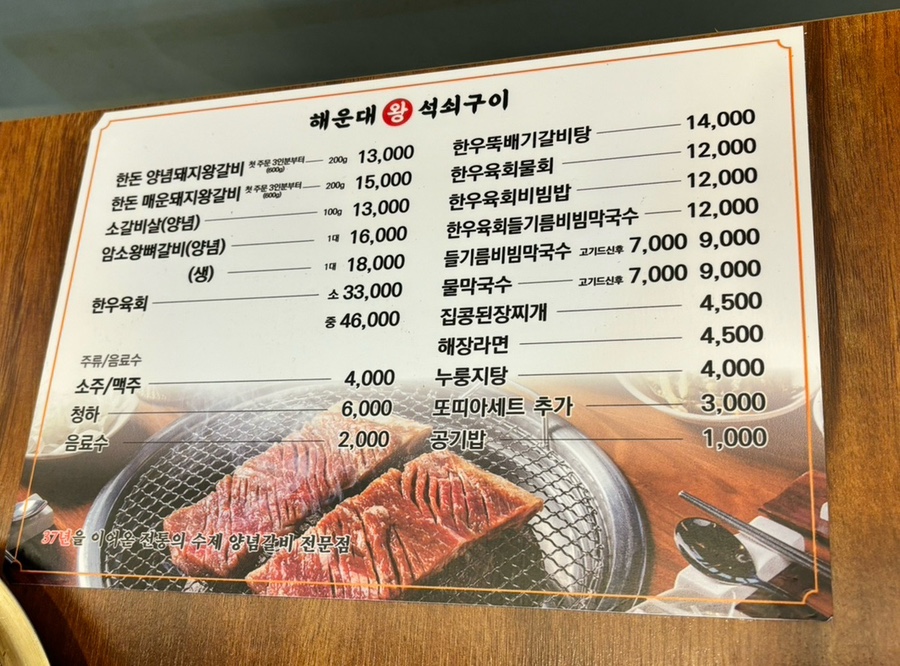 해운대 왕 석쇠구이
한돈 양념돼지왕갈비 첫 주문 3인분부터 (600g) 200g 13,000
한돈 매운돼지왕갈비 첫 주문 3인분부터 (600g) 200g 15,000
소갈비살(양념) 100g 13,000
암소왕뼈갈비(양념) 1대 16,000
(생) 1대 18,000
한우육회 소 33,000
중 46,000
주류/음료수
소주/맥주 4,000
청하 6,000
음료수 2,000
한우뚝배기갈비탕 14,000
한우육회물회 12,000
한우육회비빔밥 12,000
한우육회들기름비빔막국수 12,000
들기름비빔막국수 고기드신후 7,000 9,000
물막국수 고기드신후 7,000 9,000
집콩된장찌개 4,500
해장라면 4,500
누룽지탕 4,000
또띠아세트 추가 3,000
공기밥 1,000
37년을 이어온 전통의 수제 양념갈비 전문점